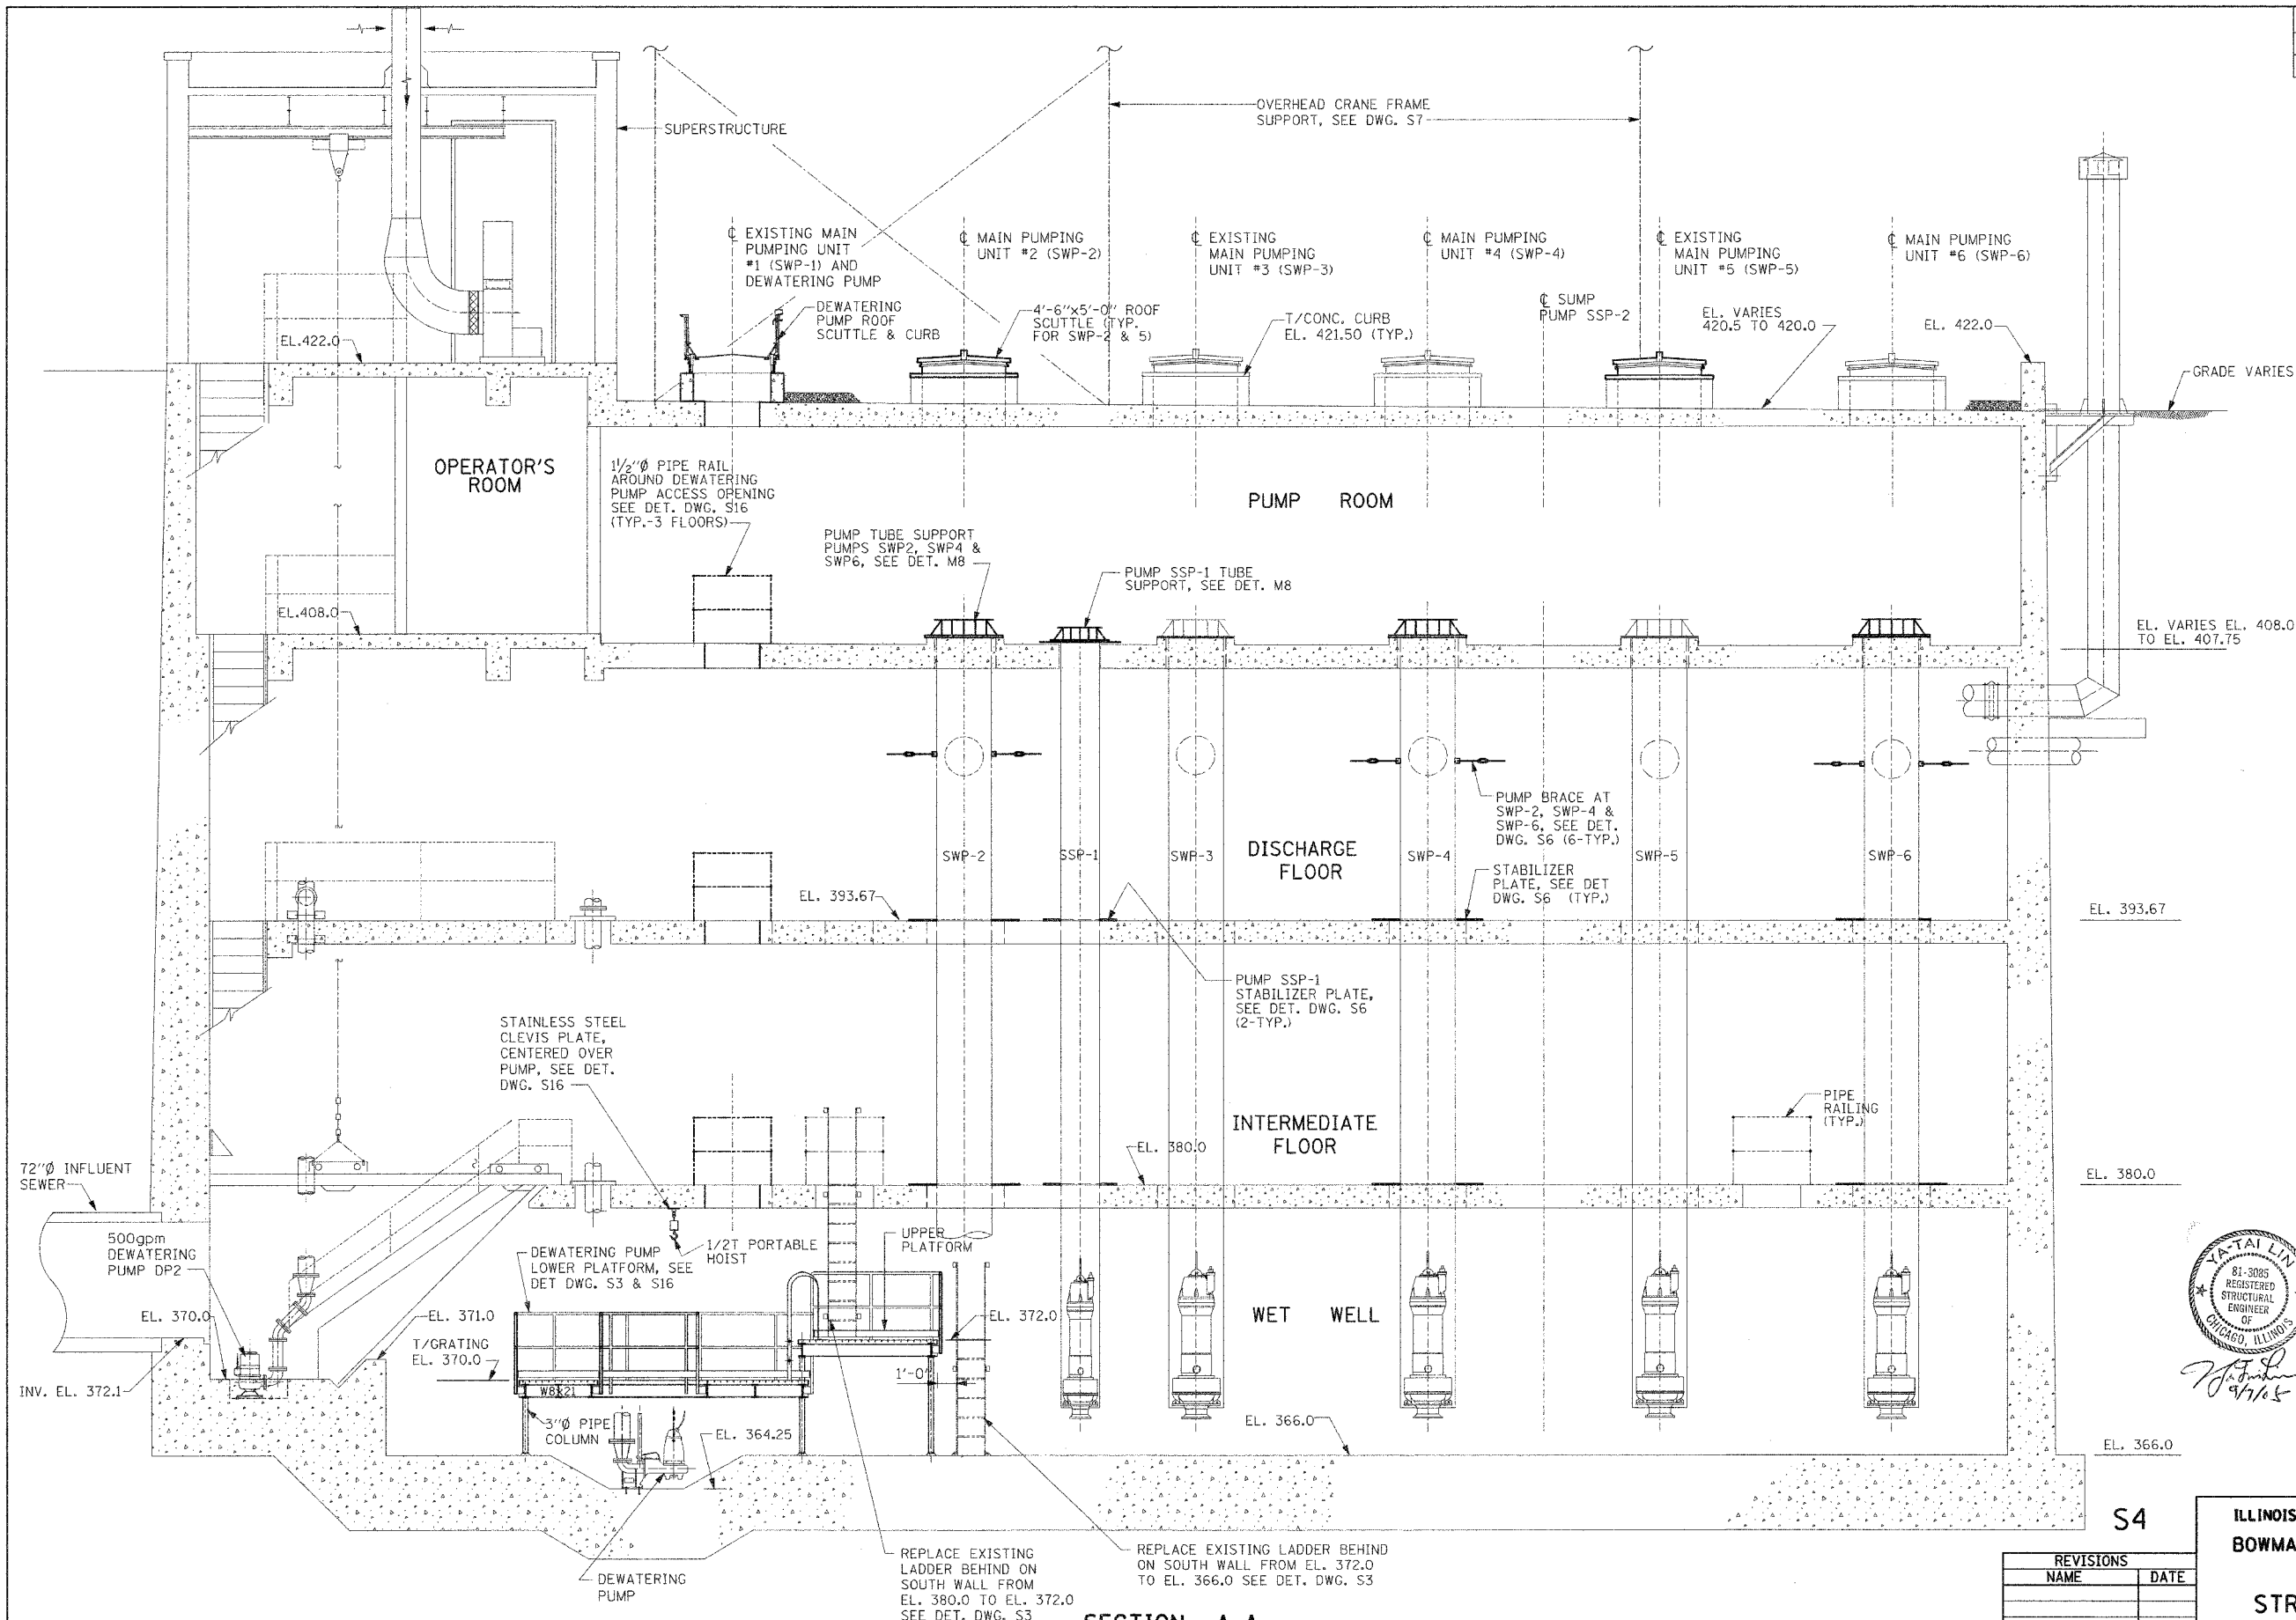 SUPERSTRUCTURE
OVERHEAD CRANE FRAME
SUPPORT, SEE DWG. S7
℄ EXISTING MAIN
PUMPING UNIT
#1 (SWP-1) AND
DEWATERING PUMP
℄ MAIN PUMPING
UNIT #2 (SWP-2)
℄ EXISTING
MAIN PUMPING
UNIT #3 (SWP-3)
℄ MAIN PUMPING
UNIT #4 (SWP-4)
℄ EXISTING
MAIN PUMPING
UNIT #5 (SWP-5)
℄ MAIN PUMPING
UNIT #6 (SWP-6)
DEWATERING
PUMP ROOF
SCUTTLE & CURB
4'-6"x5'-0" ROOF
SCUTTLE (TYP.
FOR SWP-2 & 5)
T/CONC. CURB
EL. 421.50 (TYP.)
℄ SUMP
PUMP SSP-2
EL. VARIES
420.5 TO 420.0
EL. 422.0
EL.422.0
GRADE VARIES
OPERATOR'S
ROOM
1½"Ø PIPE RAIL
AROUND DEWATERING
PUMP ACCESS OPENING
SEE DET. DWG. S16
(TYP.-3 FLOORS)
PUMP ROOM
PUMP TUBE SUPPORT
PUMPS SWP2, SWP4 &
SWP6, SEE DET. M8
PUMP SSP-1 TUBE
SUPPORT, SEE DET. M8
EL.408.0
EL. VARIES EL. 408.0
TO EL. 407.75
PUMP BRACE AT
SWP-2, SWP-4 &
SWP-6, SEE DET.
DWG. S6 (6-TYP.)
SWP-2
SSP-1
SWP-3
DISCHARGE
FLOOR
SWP-4
SWP-5
SWP-6
STABILIZER
PLATE, SEE DET
DWG. S6 (TYP.)
EL. 393.67
EL. 393.67
PUMP SSP-1
STABILIZER PLATE,
SEE DET. DWG. S6
(2-TYP.)
STAINLESS STEEL
CLEVIS PLATE,
CENTERED OVER
PUMP, SEE DET.
DWG. S16
INTERMEDIATE
FLOOR
PIPE
RAILING
(TYP.)
EL. 380.0
EL. 380.0
72"Ø INFLUENT
SEWER
500gpm
DEWATERING
PUMP DP2
DEWATERING PUMP
LOWER PLATFORM, SEE
DET DWG. S3 & S16
1/2T PORTABLE
HOIST
UPPER
PLATFORM
EL. 370.0
EL. 371.0
T/GRATING
EL. 370.0
EL. 372.0
WET WELL
INV. EL. 372.1
W8x21
1'-0"
3"Ø PIPE
COLUMN
EL. 364.25
EL. 366.0
EL. 366.0
YA-TAI LIN
81-3085
REGISTERED
STRUCTURAL
ENGINEER
OF
CHICAGO, ILLINOIS
9/7/05
DEWATERING
PUMP
REPLACE EXISTING
LADDER BEHIND ON
SOUTH WALL FROM
EL. 380.0 TO EL. 372.0
SEE DET. DWG. S3
REPLACE EXISTING LADDER BEHIND
ON SOUTH WALL FROM EL. 372.0
TO EL. 366.0 SEE DET. DWG. S3
SECTION A-A
S4
REVISIONS
NAME DATE
ILLINOIS
BOWMA
STR